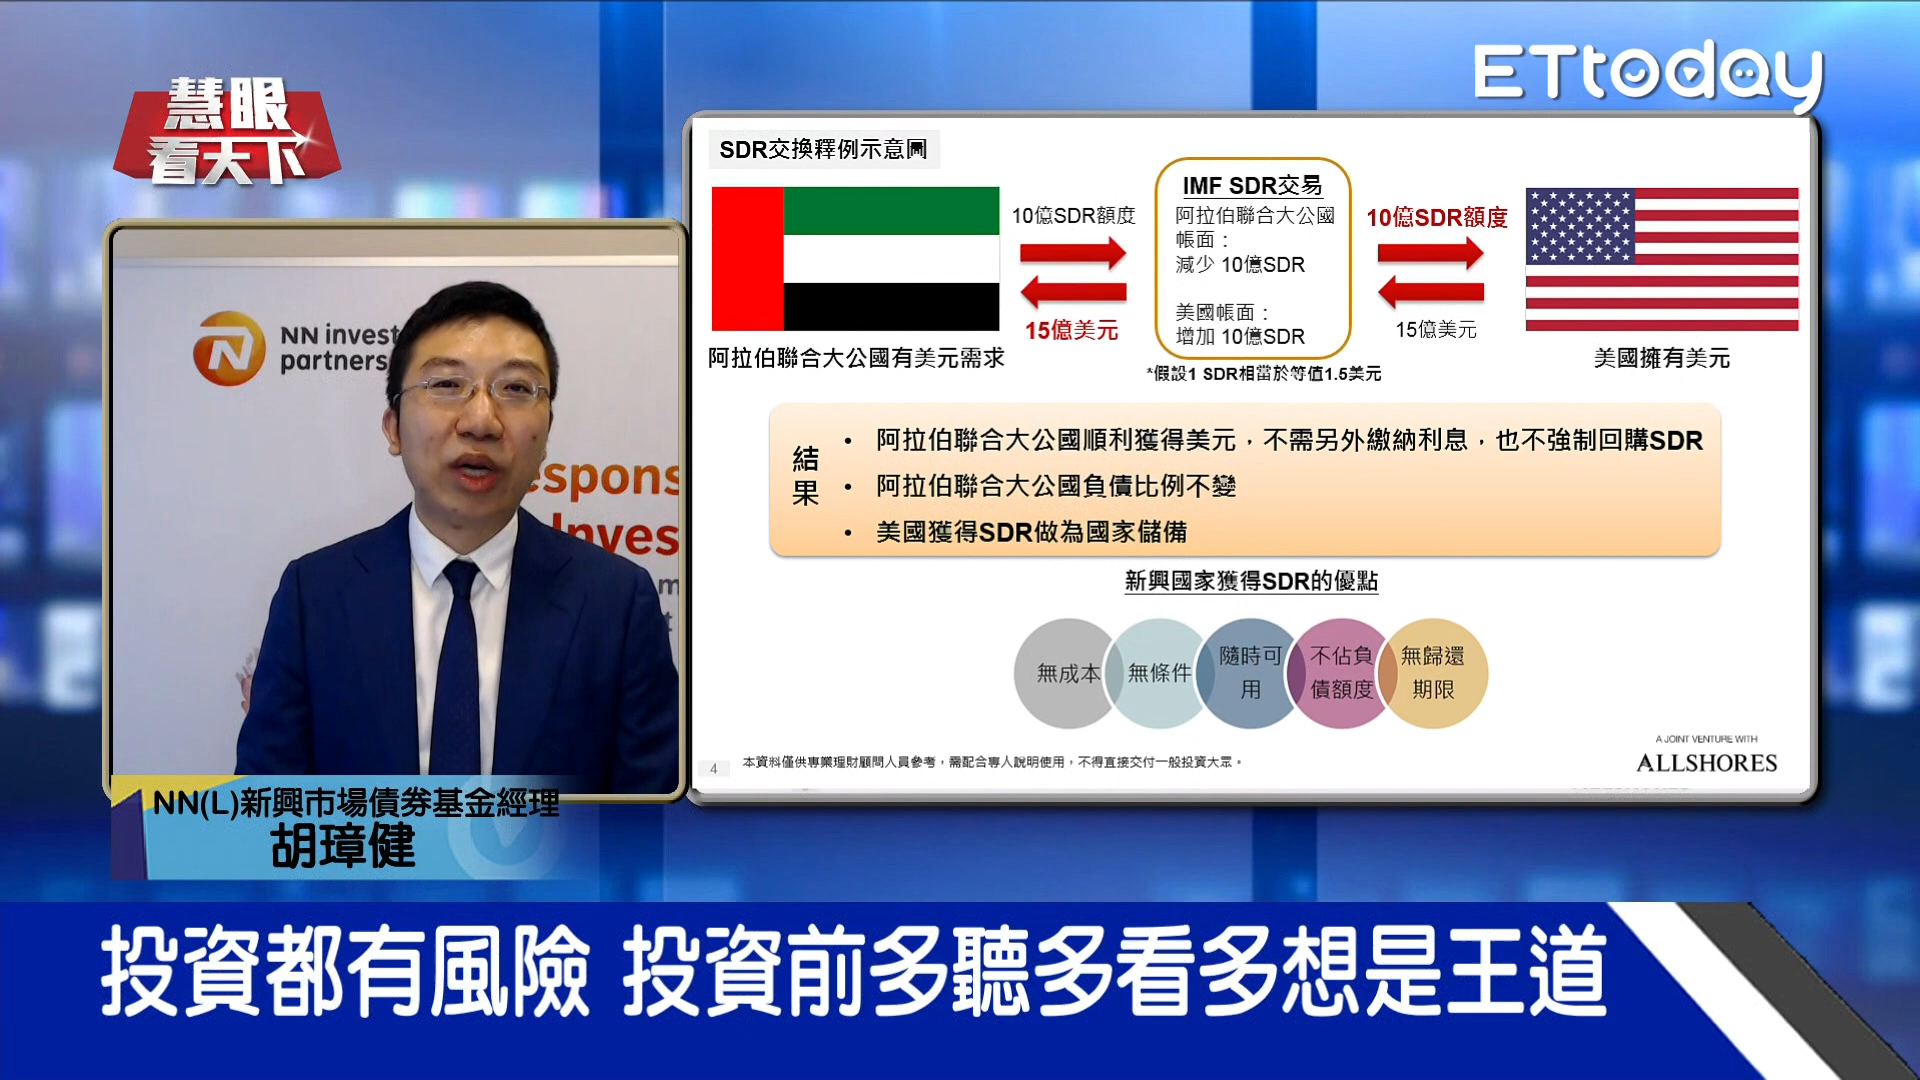 慧眼
看天下
ETtoday
NN invest
partners
espons
Inves
m
t
NN(L)新興市場債券基金經理
胡璋健
SDR交換釋例示意圖
10億SDR額度
15億美元
阿拉伯聯合大公國有美元需求
IMF SDR交易
阿拉伯聯合大公國
帳面：
減少 10億SDR
美國帳面：
增加 10億SDR
*假設1 SDR相當於等值1.5美元
10億SDR額度
15億美元
美國擁有美元
結果
• 阿拉伯聯合大公國順利獲得美元，不需另外繳納利息，也不強制回購SDR
• 阿拉伯聯合大公國負債比例不變
• 美國獲得SDR做為國家儲備
新興國家獲得SDR的優點
無成本
無條件
隨時可
用
不佔負
債額度
無歸還
期限
A JOINT VENTURE WITH
ALLSHORES
4
本資料僅供專業理財顧問人員參考，需配合專人說明使用，不得直接交付一般投資大眾。
投資都有風險 投資前多聽多看多想是王道